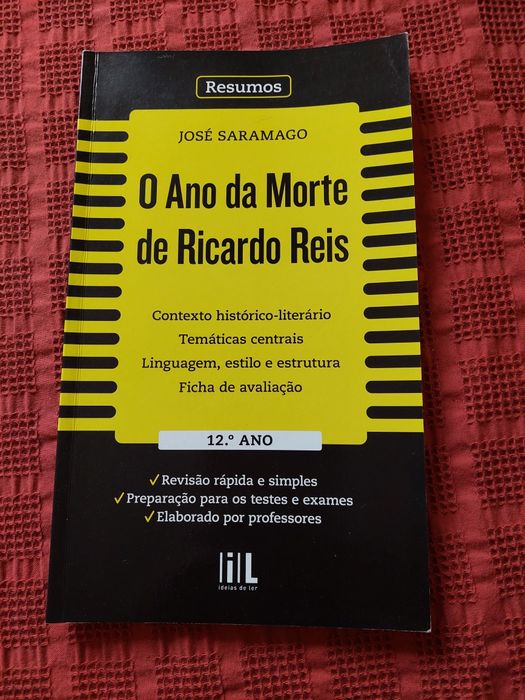 Resumos
JOSÉ SARAMAGO
O Ano da Morte
de Ricardo Reis
Contexto histórico-literário
Temáticas centrais
Linguagem, estilo e estrutura
Ficha de avaliação
12.º ANO
✓Revisão rápida e simples
✓Preparação para os testes e exames
✓Elaborado por professores
|i|L
ideias de ler